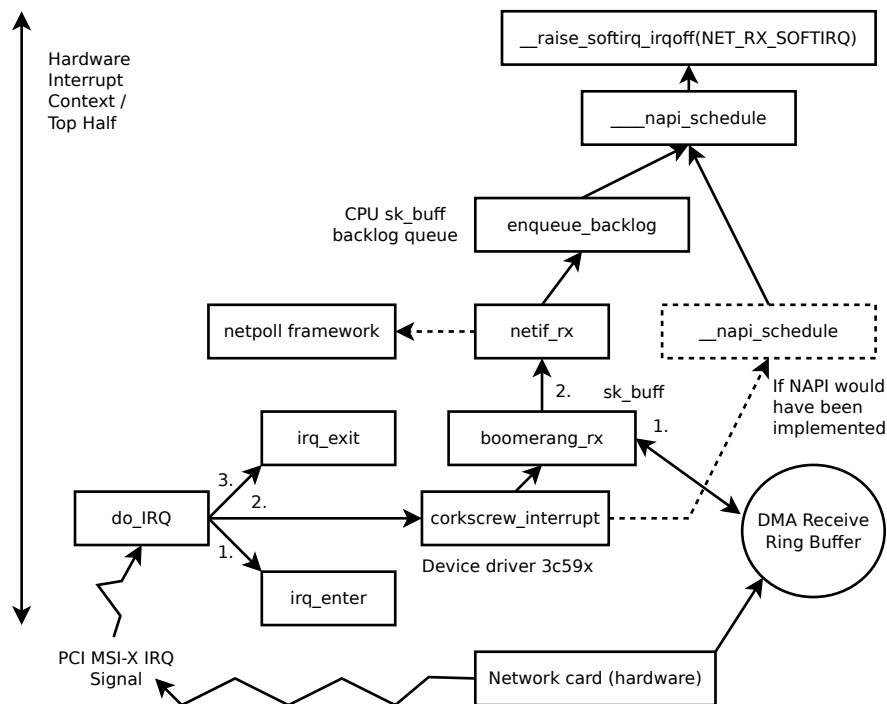 __raise_softirq_irqoff(NET_RX_SOFTIRQ)
Hardware
Interrupt
Context /
Top Half
____napi_schedule
CPU sk_buff
backlog queue
enqueue_backlog
netpoll framework
netif_rx
__napi_schedule
2.
sk_buff
If NAPI would
have been
implemented
irq_exit
boomerang_rx
1.
3.
do_IRQ
2.
corkscrew_interrupt
DMA Receive
Ring Buffer
1.
Device driver 3c59x
irq_enter
PCI MSI-X IRQ
Signal
Network card (hardware)